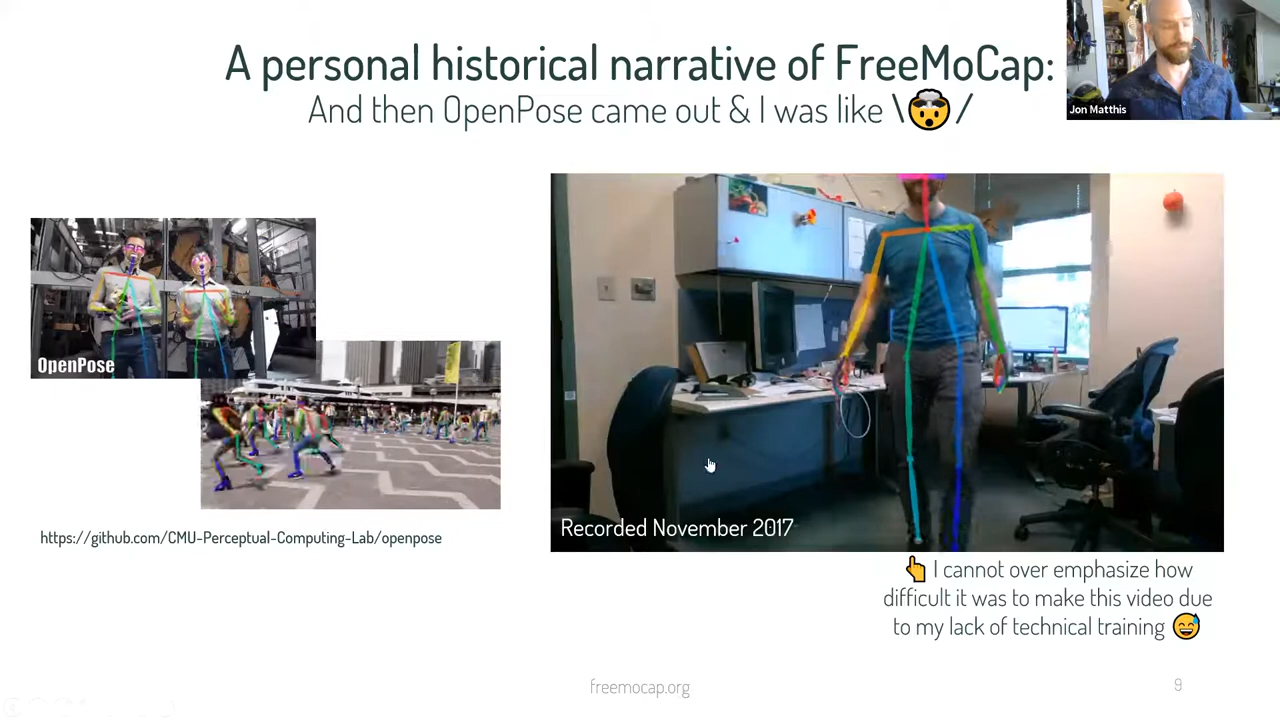 A personal historical narrative of FreeMoCap:
And then OpenPose came out & I was like \🤯/
Jon Matthis
OpenPose
https://github.com/CMU-Perceptual-Computing-Lab/openpose
Recorded November 2017
👆 I cannot over emphasize how
difficult it was to make this video due
to my lack of technical training 😅
freemocap.org
9